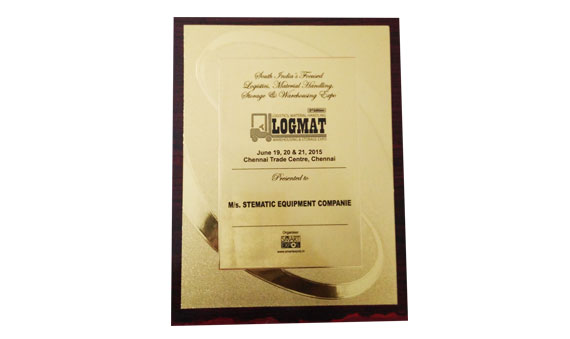 South India's Focused
Logistics, Material Handling,
Storage & Warehousing Expo
LOGMAT
June 19, 20 & 21, 2015
Chennai Trade Centre, Chennai
Presented to
M/s. STEMATIC EQUIPMENT COMPANIE
Organiser